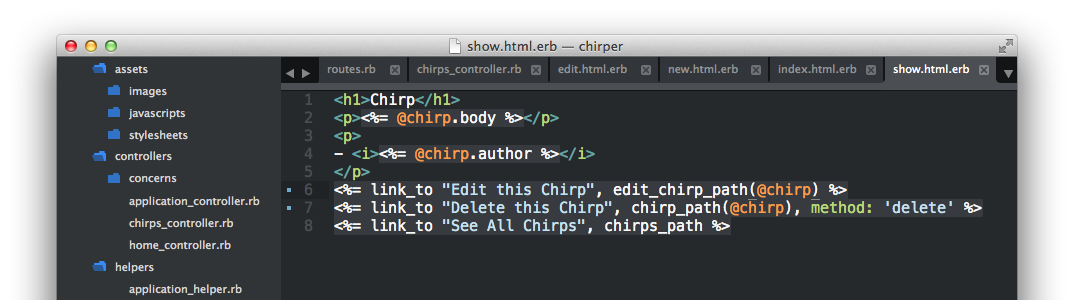 show.html.erb — chirper
assets
images
javascripts
stylesheets
controllers
concerns
application_controller.rb
chirps_controller.rb
home_controller.rb
helpers
application_helper.rb
routes.rb chirps_controller.rb edit.html.erb new.html.erb index.html.erb show.html.erb
1 <h1>Chirp</h1>
2 <p><%= @chirp.body %></p>
3 <p>
4 - <i><%= @chirp.author %></i>
5 </p>
6 <%= link_to "Edit this Chirp", edit_chirp_path(@chirp) %>
7 <%= link_to "Delete this Chirp", chirp_path(@chirp), method: 'delete' %>
8 <%= link_to "See All Chirps", chirps_path %>